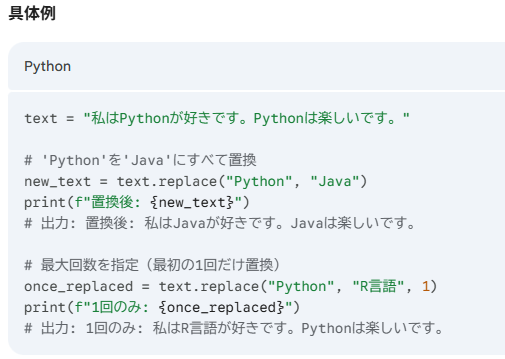 具体例
Python
text = "私はPythonが好きです。Pythonは楽しいです。"
# 'Python'を'Java'にすべて置換
new_text = text.replace("Python", "Java")
print(f"置換後: {new_text}")
# 出力: 置換後: 私はJavaが好きです。Javaは楽しいです。
# 最大回数を指定（最初の1回だけ置換）
once_replaced = text.replace("Python", "R言語", 1)
print(f"1回のみ: {once_replaced}")
# 出力: 1回のみ: 私はR言語が好きです。Pythonは楽しいです。